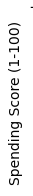 Spending Score (1-100)